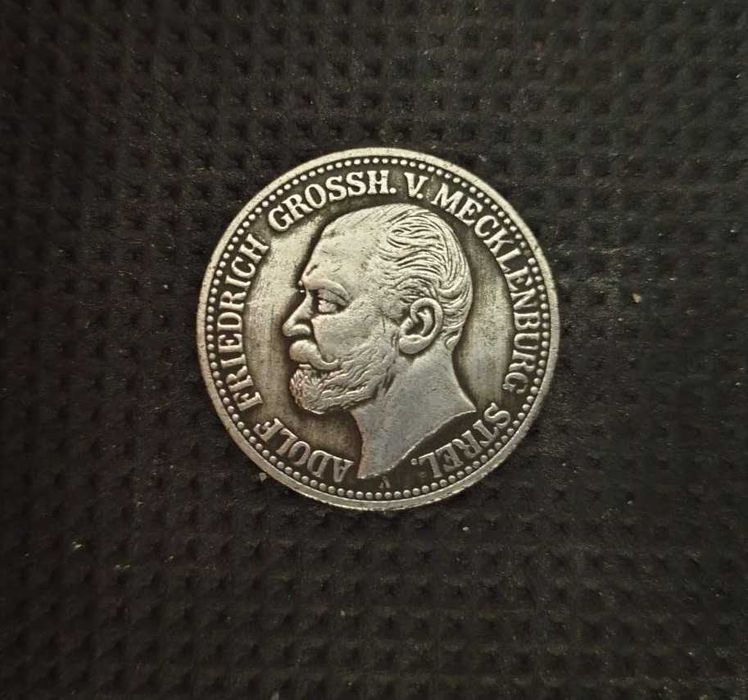 ADOLF FRIEDRICH GROSSH. V. MECKLENBURG STREL.